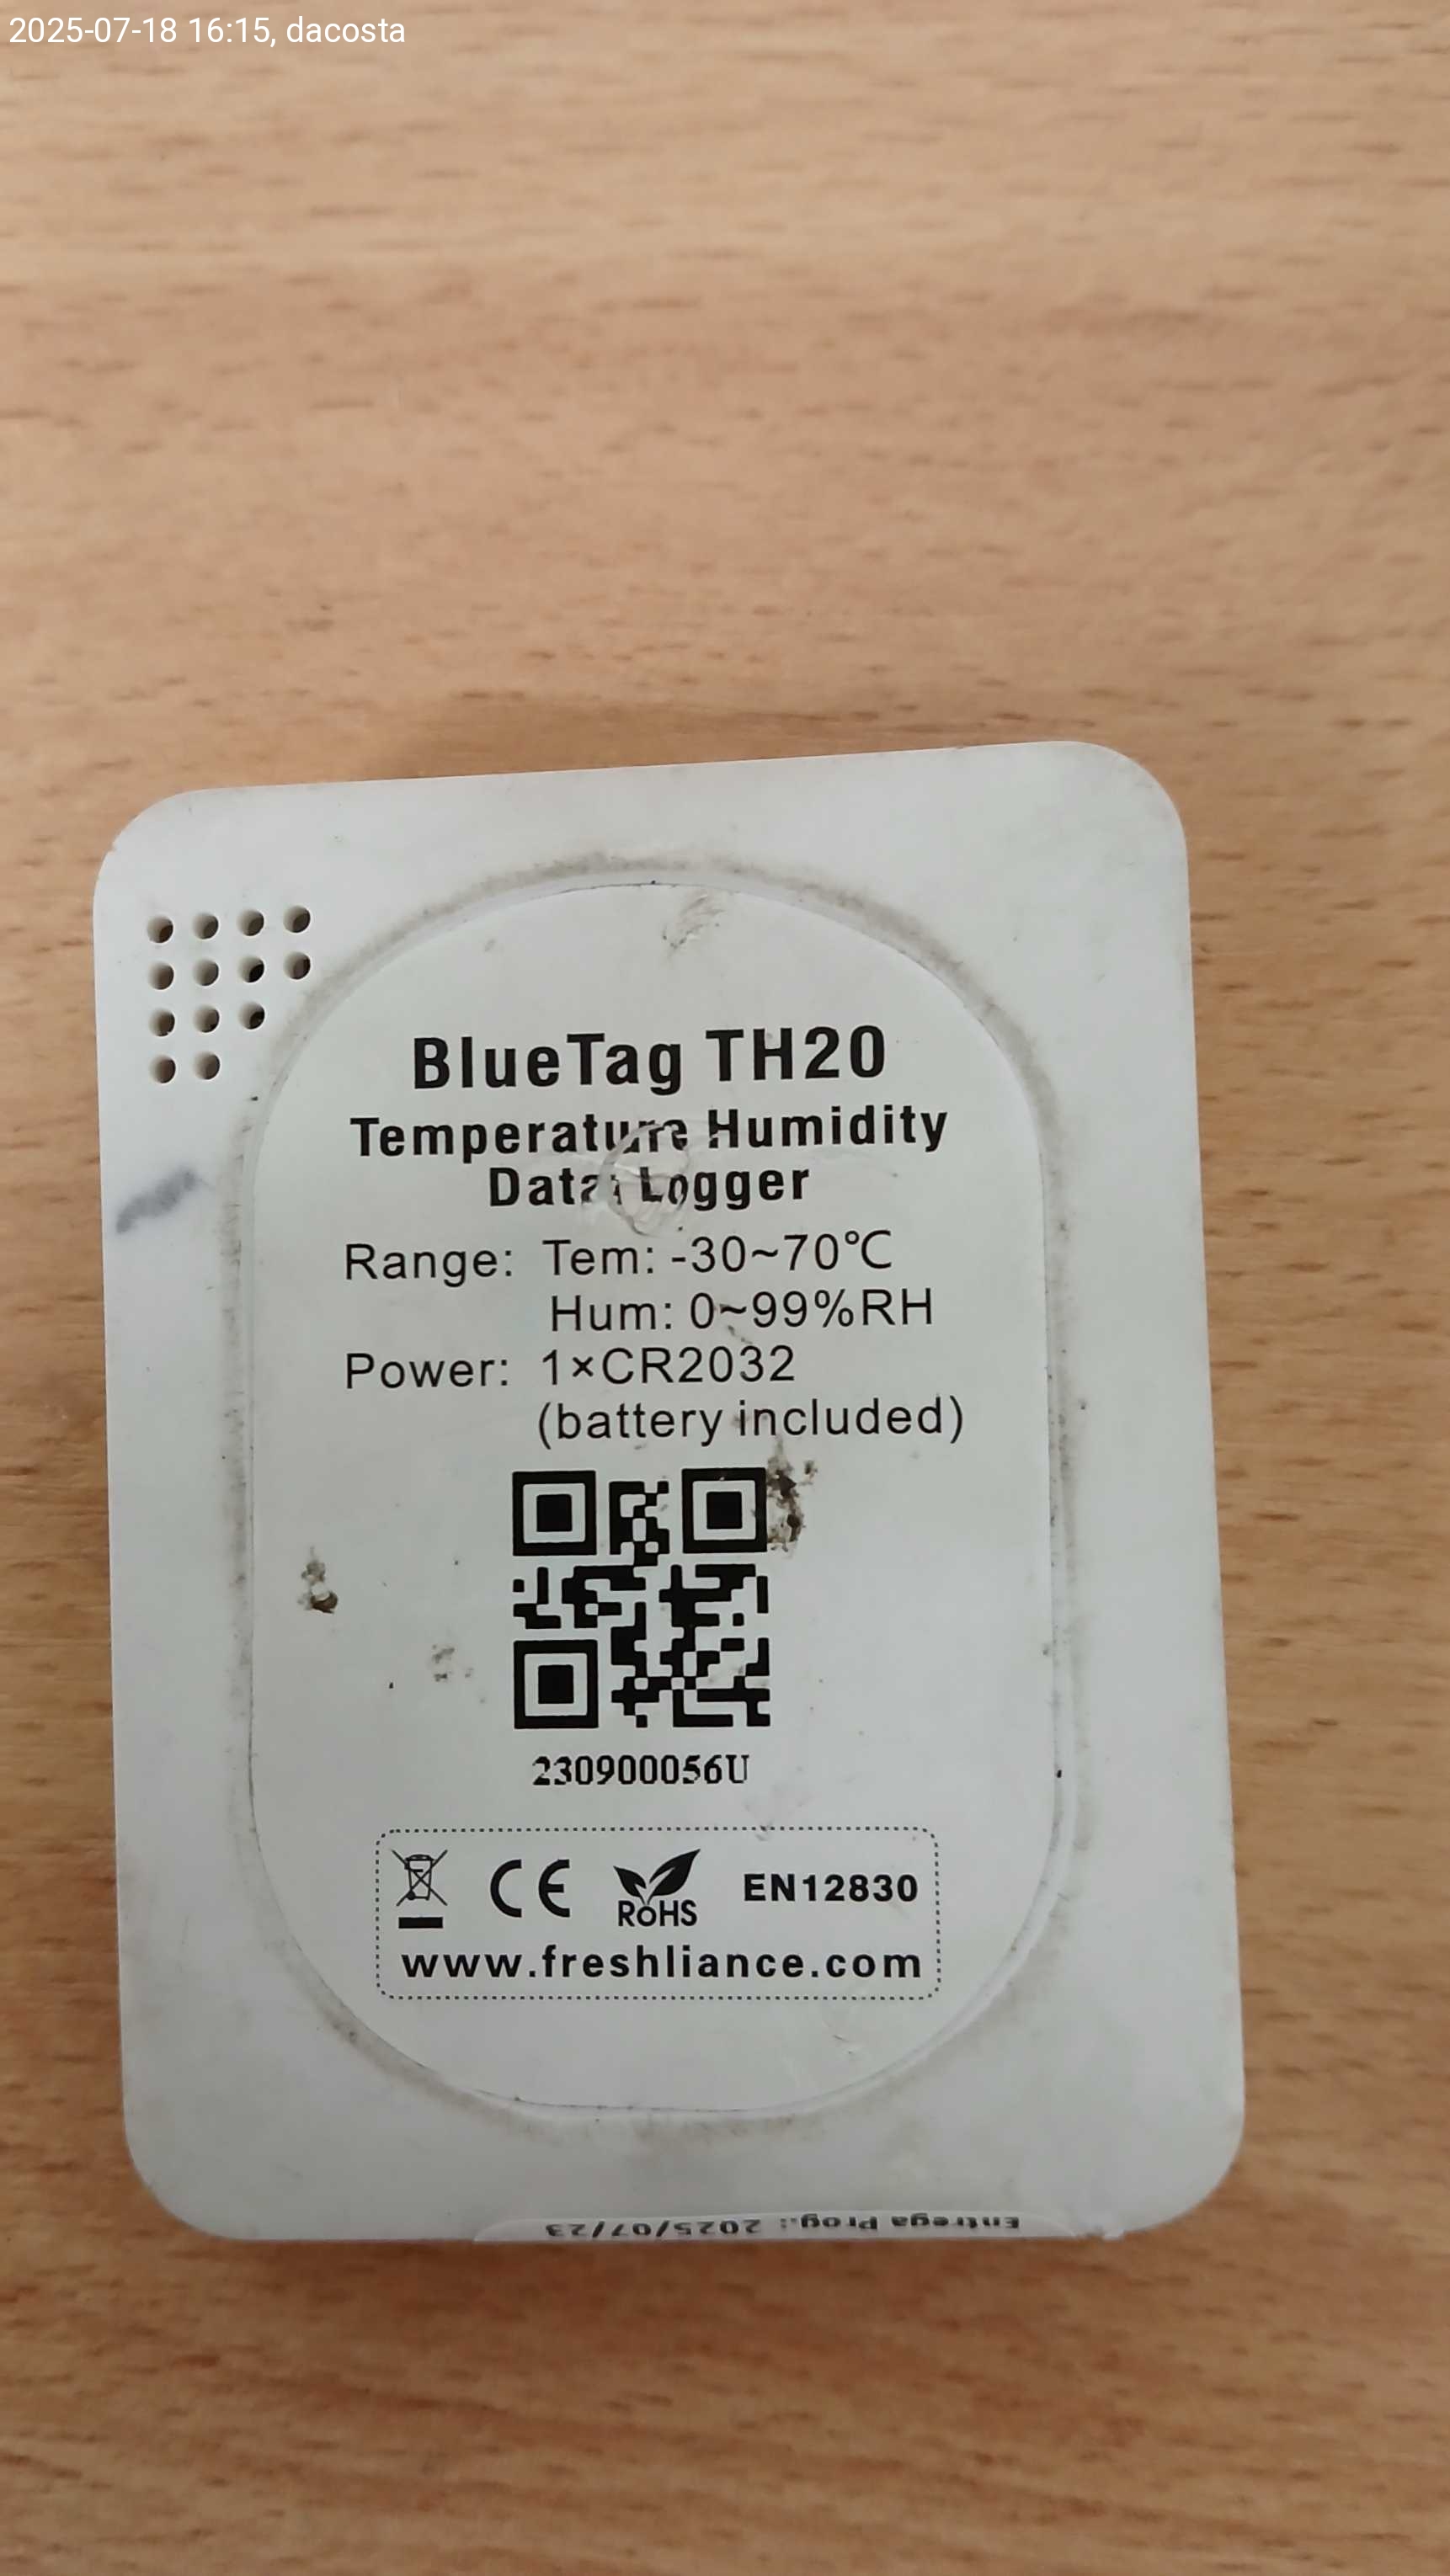 2025-07-18 16:15, dacosta
BlueTag TH20
Temperature Humidity
Data Logger
Range: Tem: -30~70℃
Hum: 0~99%RH
Power: 1×CR2032
(battery included)
230900056U
CE RoHS EN12830
www.freshliance.com
Entrega Prog.: 2025/07/23